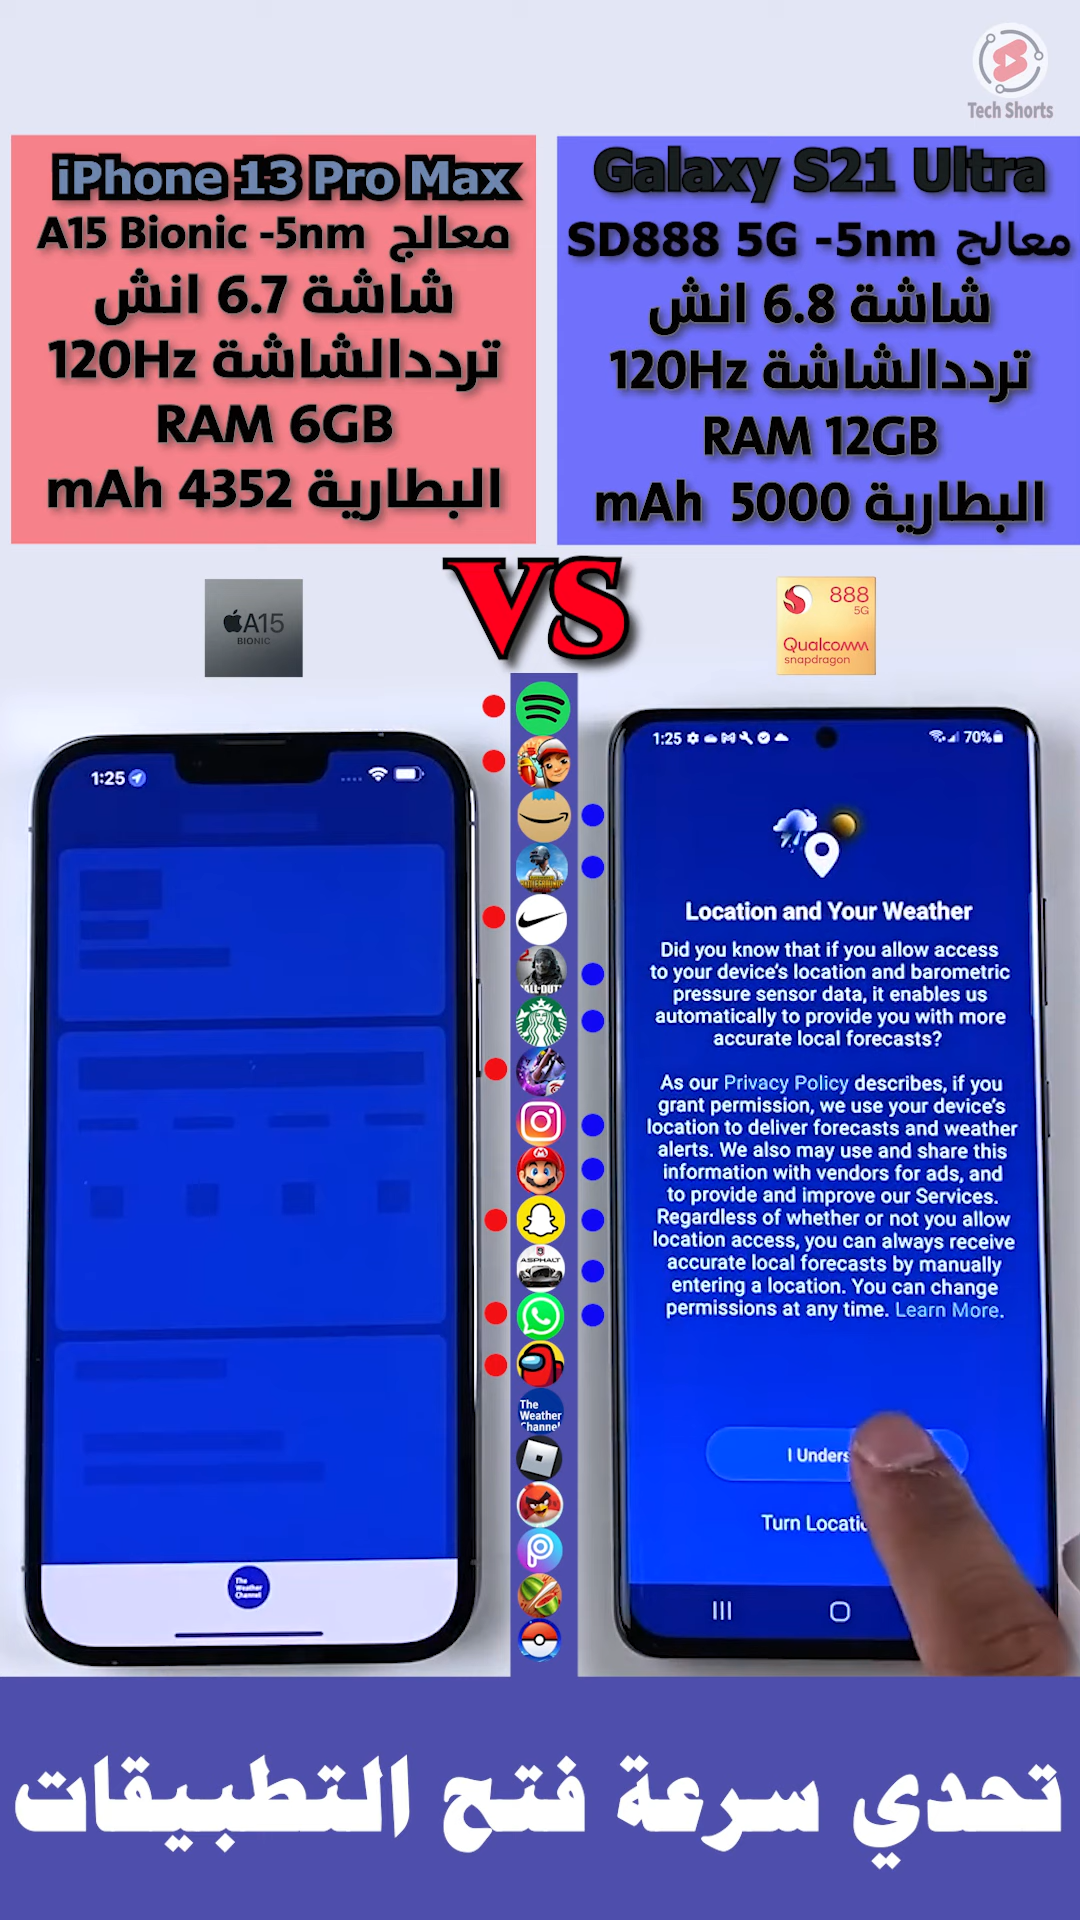 Tech Shorts
iPhone 13 Pro Max
معالج A15 Bionic -5nm
شاشة 6.7 انش
ترددالشاشة 120Hz
RAM 6GB
البطارية 4352 mAh
Galaxy S21 Ultra
معالج SD888 5G -5nm
شاشة 6.8 انش
ترددالشاشة 120Hz
RAM 12GB
البطارية 5000 mAh
VS
A15
BIONIC
888
5G
Qualcomm
snapdragon
1:25
The
Weather
Channel
ASPHALT
The
Weather
Channel
1:25
70%
Location and Your Weather
Did you know that if you allow access
to your device's location and barometric
pressure sensor data, it enables us
automatically to provide you with more
accurate local forecasts?
As our Privacy Policy describes, if you
grant permission, we use your device's
location to deliver forecasts and weather
alerts. We also may use and share this
information with vendors for ads, and
to provide and improve our Services.
Regardless of whether or not you allow
location access, you can always receive
accurate local forecasts by manually
entering a location. You can change
permissions at any time. Learn More.
I Unders
Turn Locatio
تحدي سرعة فتح التطبيقات